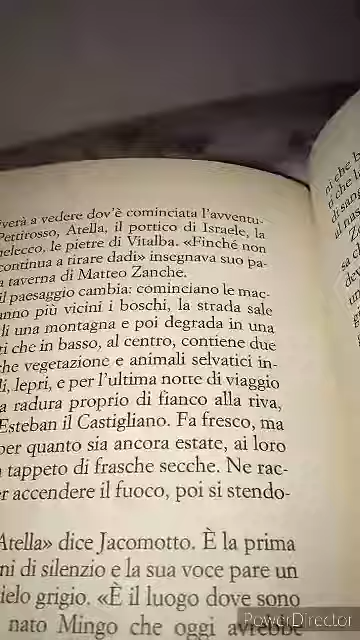 verà a vedere dov'è cominciata l'avventu-
Pettirosso, Atella, il portico di Israele, la
elecco, le pietre di Vitalba. «Finché non
continua a tirare dadi» insegnava suo pa-
a taverna di Matteo Zanche.
il paesaggio cambia: cominciano le mac-
anno più vicini i boschi, la strada sale
di una montagna e poi degrada in una
ti che in basso, al centro, contiene due
che vegetazione e animali selvatici in-
li, lepri, e per l'ultima notte di viaggio
a radura proprio di fianco alla riva,
Esteban il Castigliano. Fa fresco, ma
per quanto sia ancora estate, ai loro
tappeto di frasche secche. Ne rac-
er accendere il fuoco, poi si stendo-
Atella» dice Jacomotto. È la prima
ni di silenzio e la sua voce pare un
ielo grigio. «È il luogo dove sono
nato Mingo che oggi avrebbe
PowerDirector